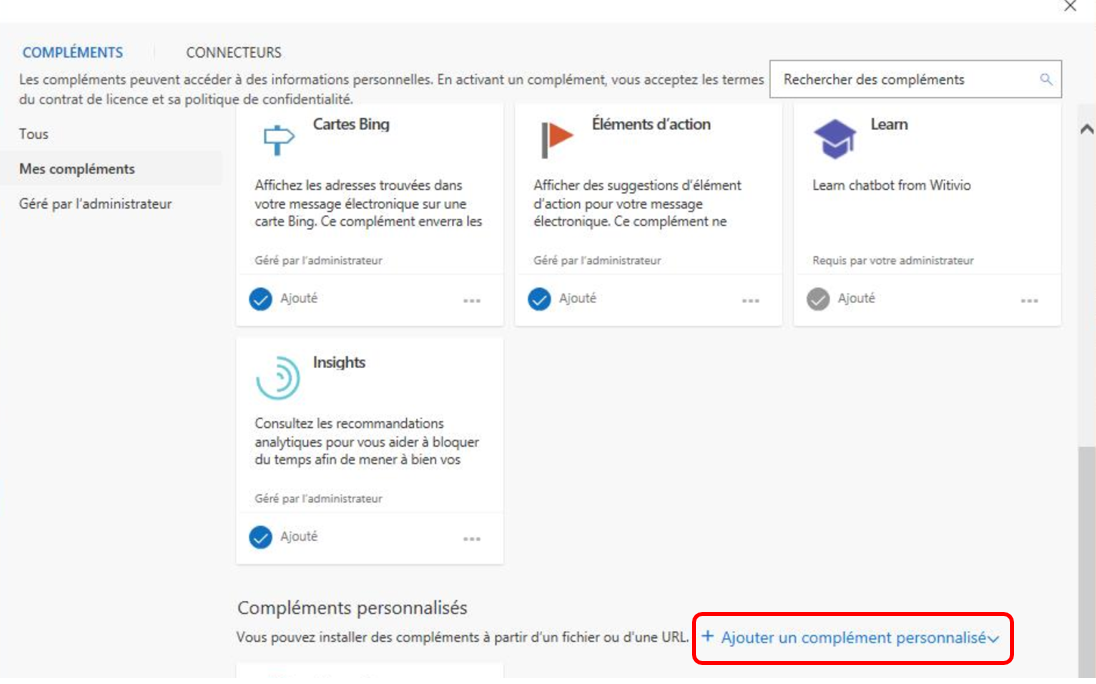 COMPLÉMENTS
CONNECTEURS
Les compléments peuvent accéder à des informations personnelles. En activant un complément, vous acceptez les termes
du contrat de licence et sa politique de confidentialité.
Rechercher des compléments
Tous
Mes compléments
Géré par l'administrateur
Cartes Bing
Affichez les adresses trouvées dans
votre message électronique sur une
carte Bing. Ce complément enverra les
Géré par l'administrateur
Ajouté
Éléments d'action
Afficher des suggestions d'élément
d'action pour votre message
électronique. Ce complément ne
Géré par l'administrateur
Ajouté
Learn
Learn chatbot from Witivio
Requis par votre administrateur
Ajouté
Insights
Consultez les recommandations
analytiques pour vous aider à bloquer
du temps afin de mener à bien vos
Géré par l'administrateur
Ajouté
Compléments personnalisés
Vous pouvez installer des compléments à partir d'un fichier ou d'une URL.
+ Ajouter un complément personnalisé